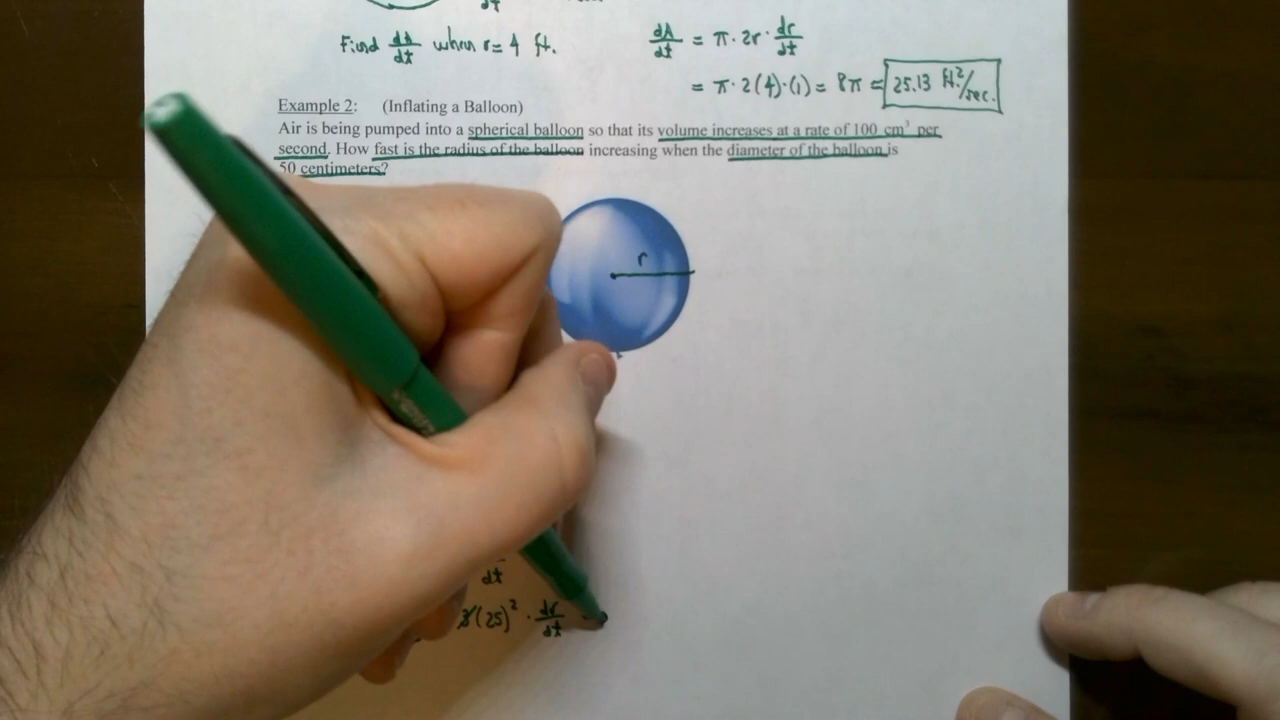 dt
Find dA/dt when r = 4 ft.
dA/dt = π · 2r · dr/dt
= π · 2(4) · (1) = 8π ≈ 25.13 ft²/sec.
Example 2: (Inflating a Balloon)
Air is being pumped into a spherical balloon so that its volume increases at a rate of 100 cm³ per
second. How fast is the radius of the balloon increasing when the diameter of the balloon is
50 centimeters?
r
dt
3(25)² · dr/dt